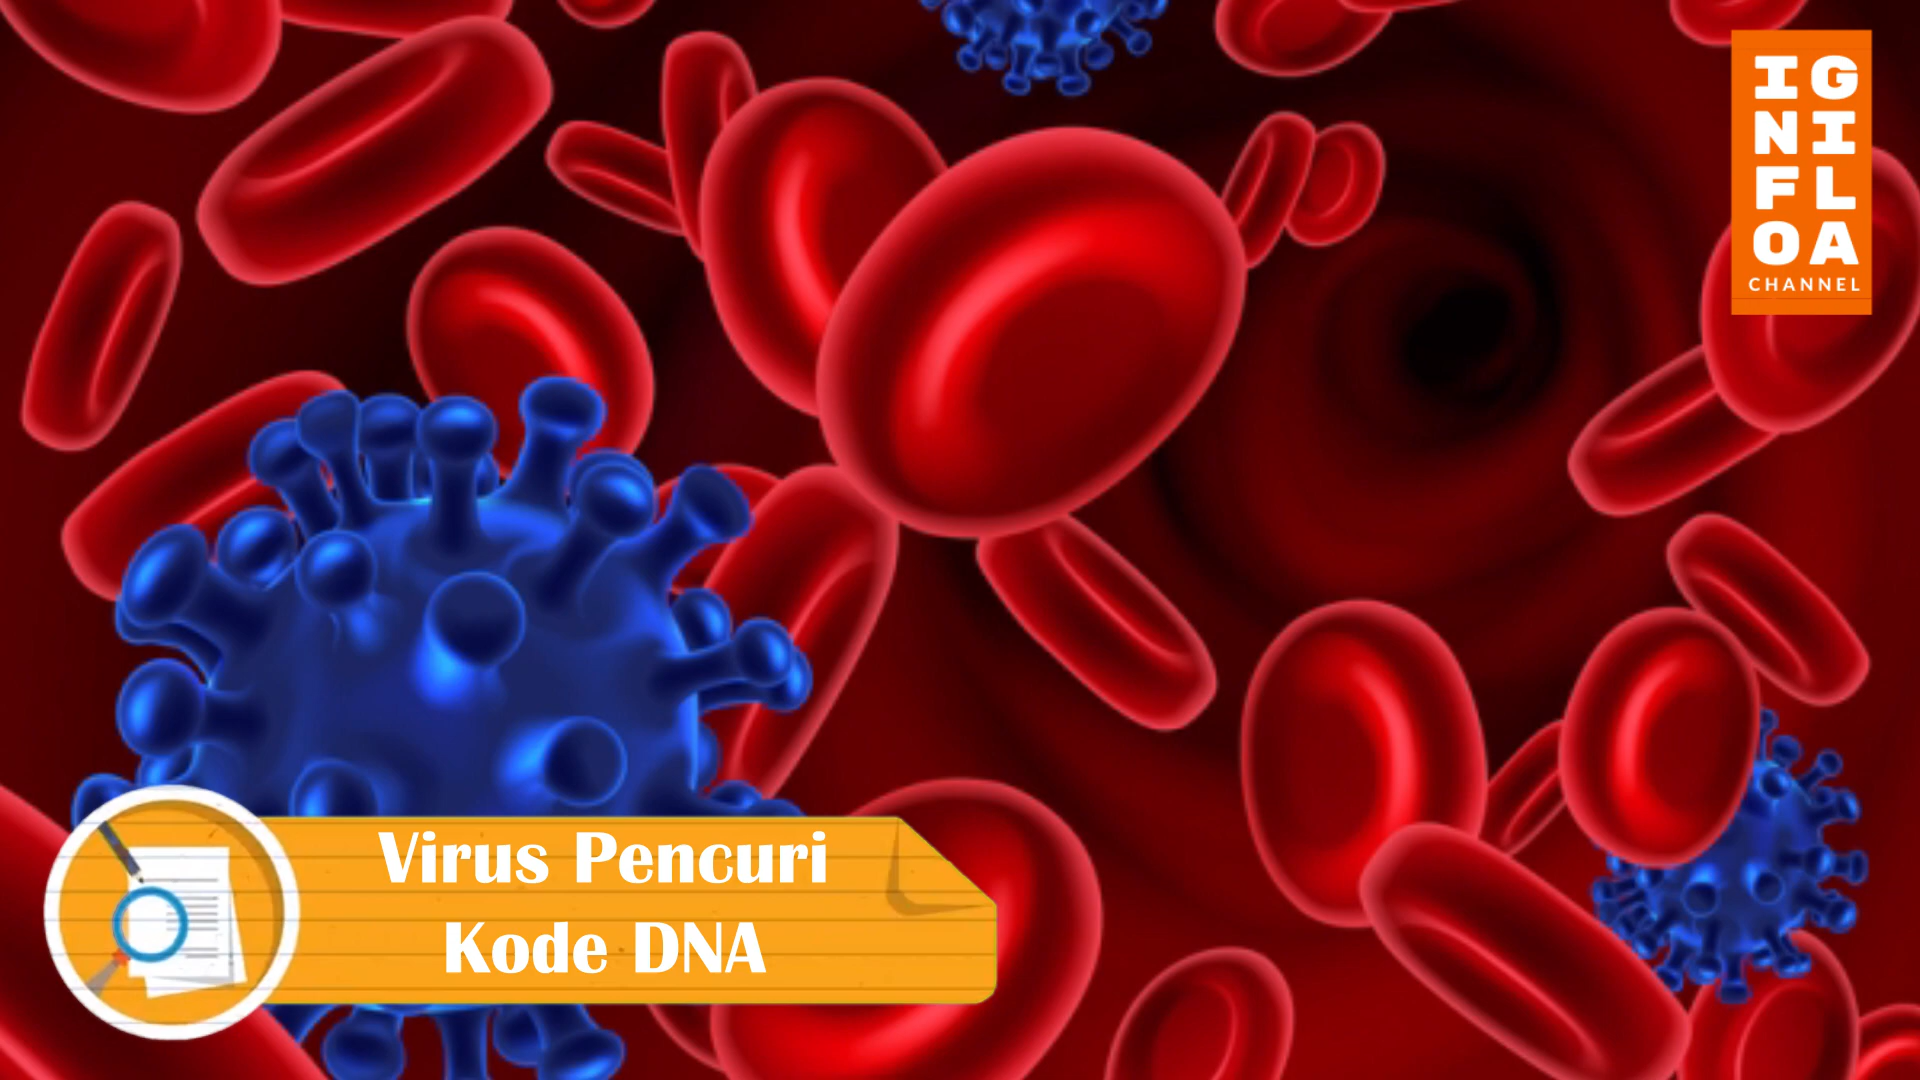 IG
NI
FL
OA
CHANNEL
Virus Pencuri
Kode DNA